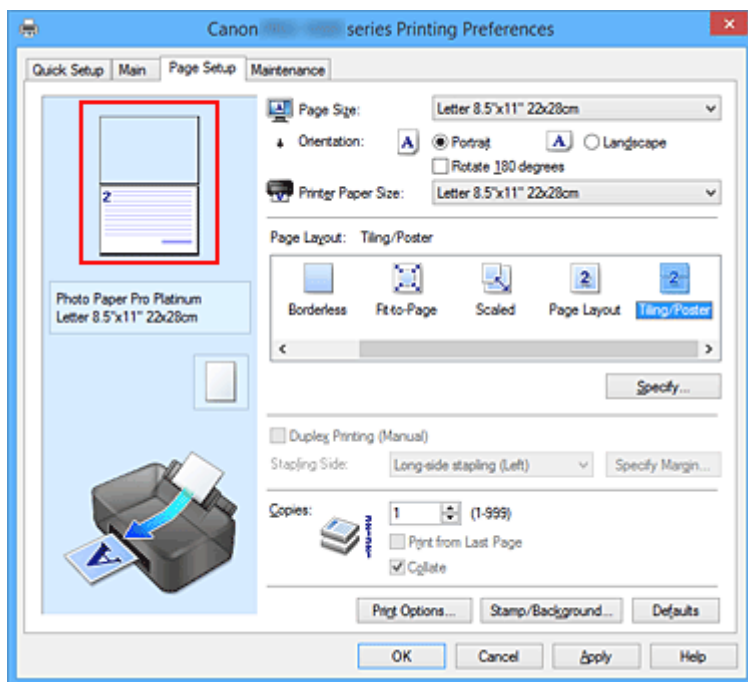 Canon series Printing Preferences
Quick Setup Main Page Setup Maintenance
2
Photo Paper Pro Platinum
Letter 8.5"x11" 22x28cm
A
Page Size: Letter 8.5"x11" 22x28cm
Orientation: A Portrait A Landscape
Rotate 180 degrees
Printer Paper Size: Letter 8.5"x11" 22x28cm
Page Layout: Tiling/Poster
2 2
Borderless Fit-to-Page Scaled Page Layout Tiling/Poster
Specify...
Duplex Printing (Manual)
Stapling Side: Long-side stapling (Left) Specify Margin...
Copies: 1 (1-999)
Print from Last Page
Collate
Print Options... Stamp/Background... Defaults
OK Cancel Apply Help